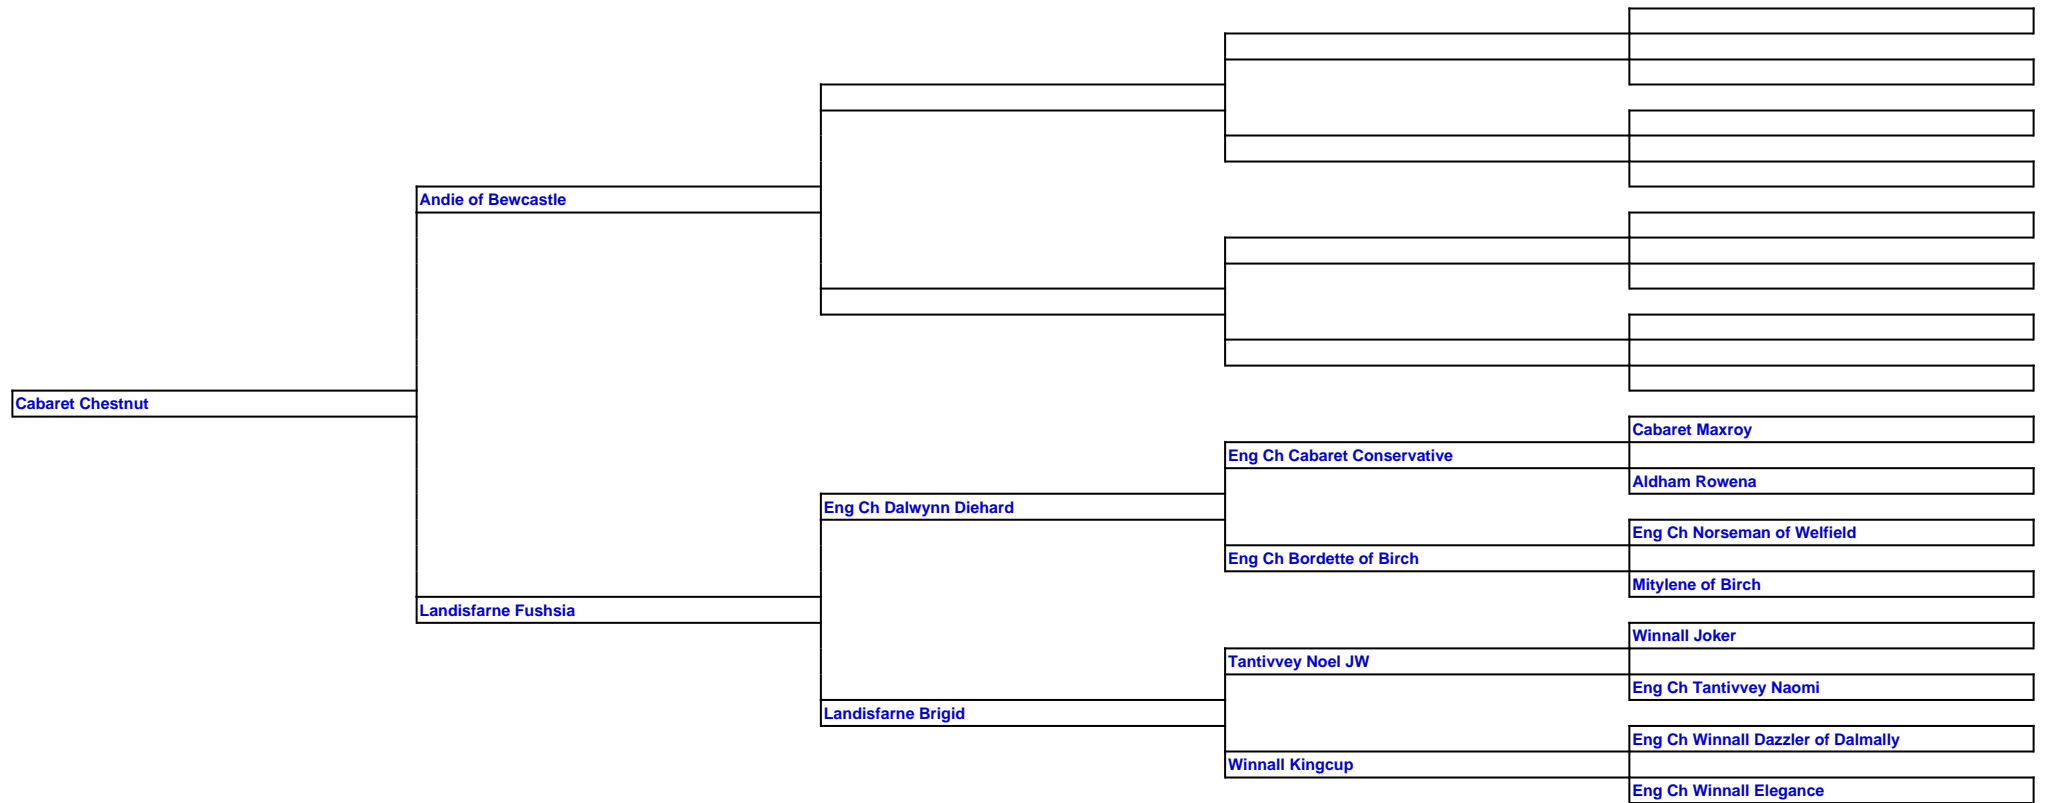 Andie of Bewcastle
Cabaret Chestnut
Cabaret Maxroy
Eng Ch Cabaret Conservative
Aldham Rowena
Eng Ch Dalwynn Diehard
Eng Ch Norseman of Welfield
Eng Ch Bordette of Birch
Mitylene of Birch
Landisfarne Fushsia
Winnall Joker
Tantivvey Noel JW
Eng Ch Tantivvey Naomi
Landisfarne Brigid
Eng Ch Winnall Dazzler of Dalmally
Winnall Kingcup
Eng Ch Winnall Elegance